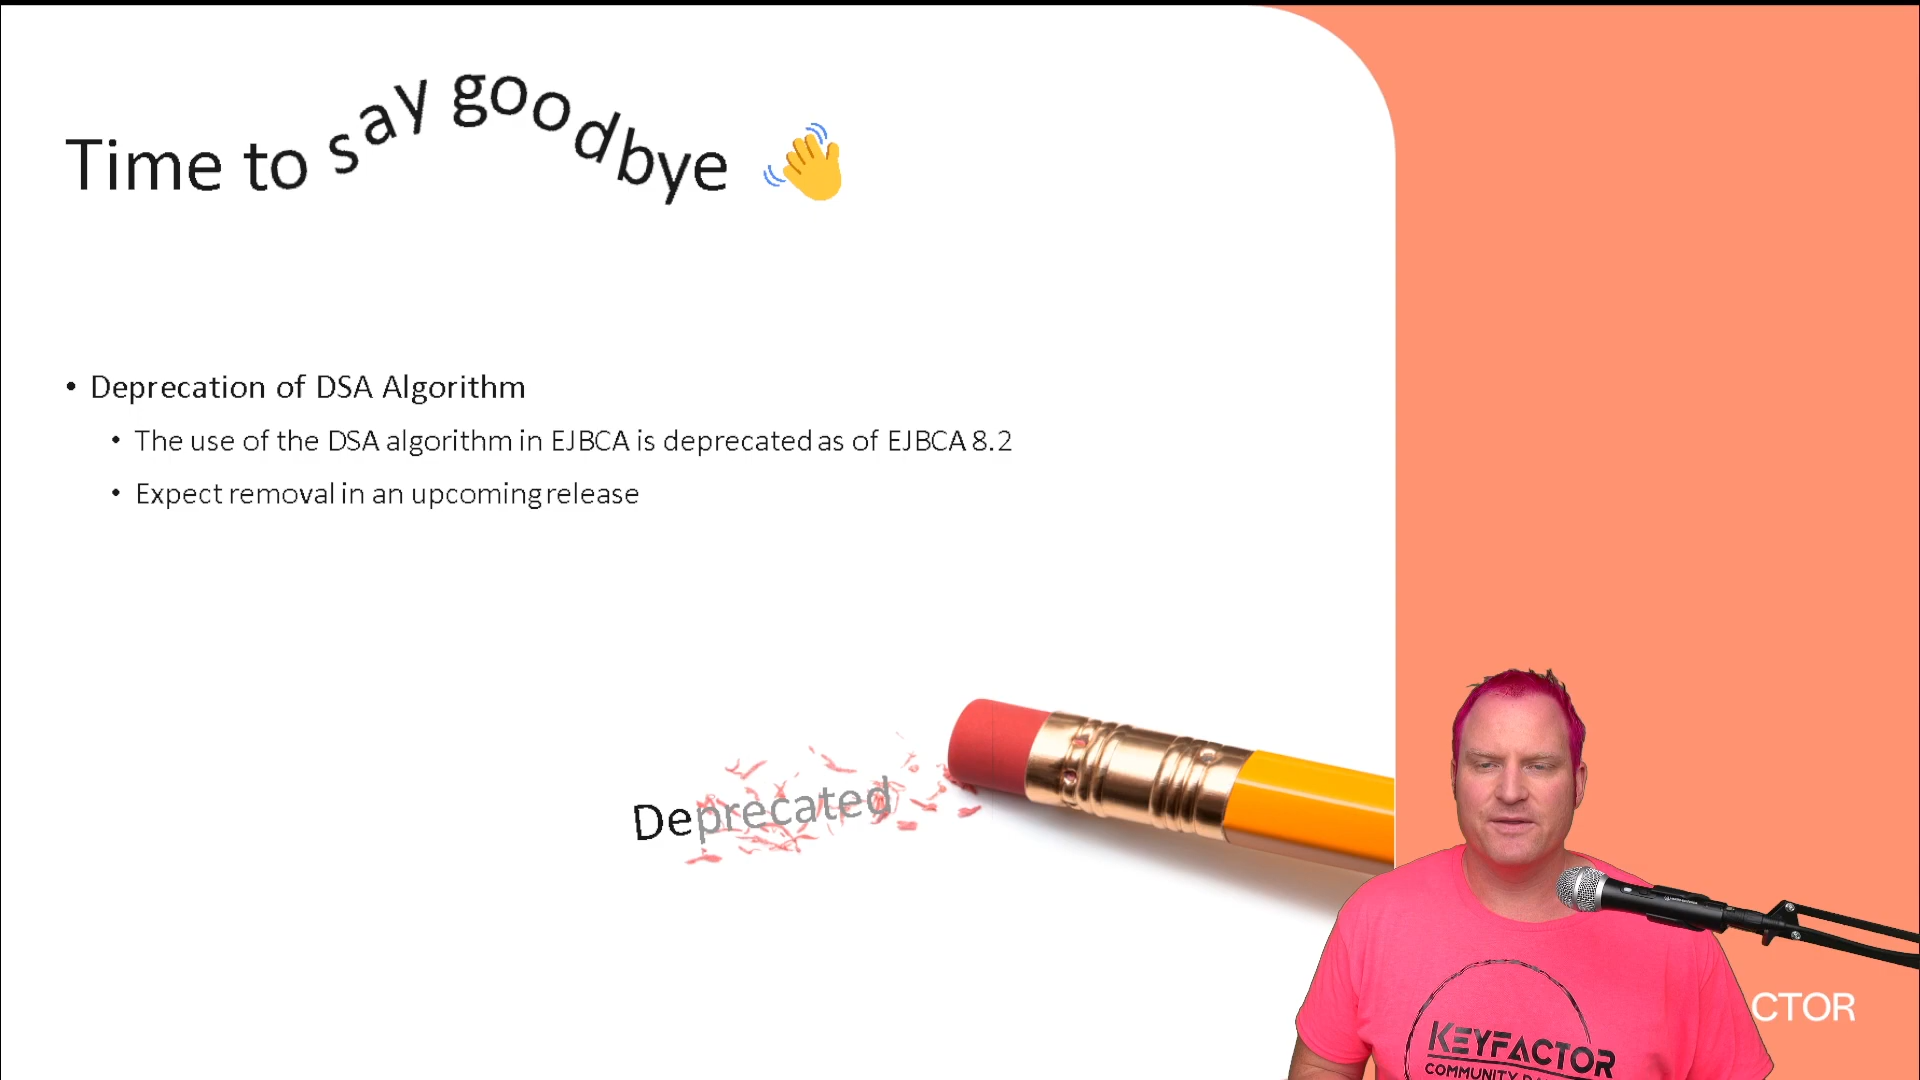 Time to say goodbye
• Deprecation of DSA Algorithm
• The use of the DSA algorithm in EJBCA is deprecated as of EJBCA 8.2
• Expect removal in an upcoming release
Deprecated
CTOR
KEYFACTOR
COMMUNITY